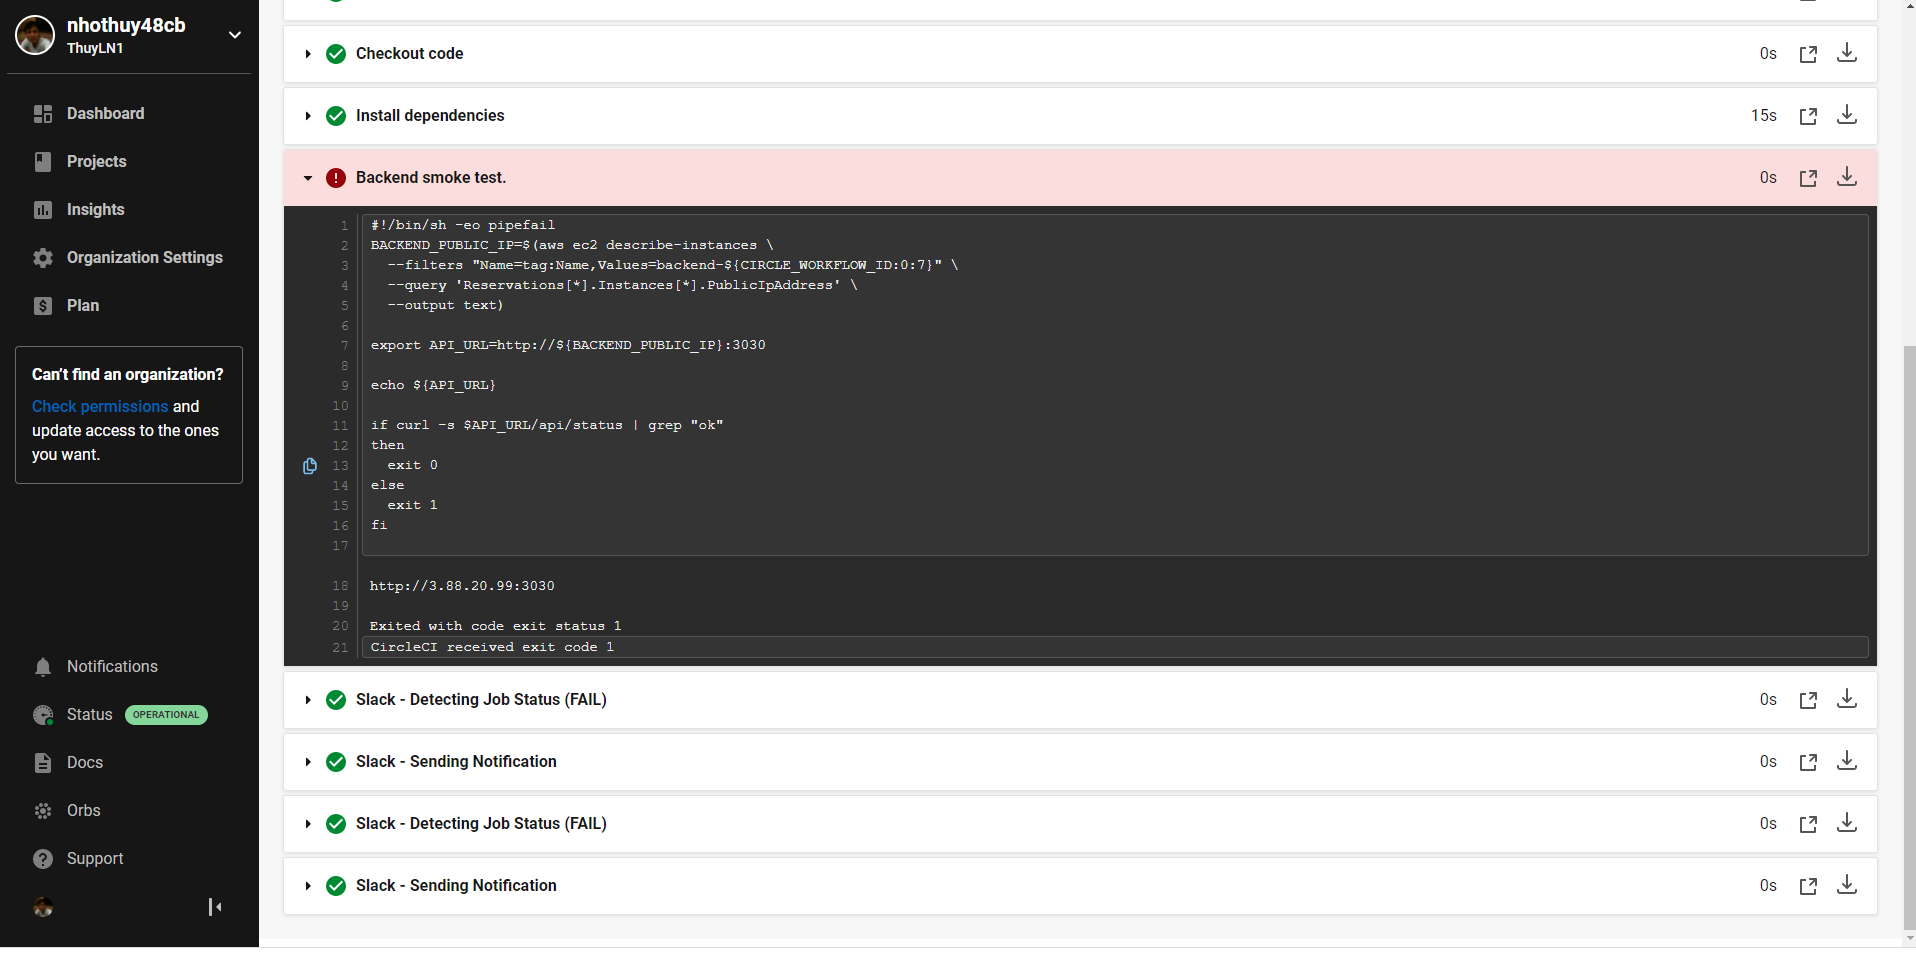 nhothuy48cb
ThuyLN1
Dashboard
Projects
Insights
Organization Settings
Plan
Can't find an organization?
Check permissions and
update access to the ones
you want.
Notifications
Status OPERATIONAL
Docs
Orbs
Support
Checkout code 0s
Install dependencies 15s
Backend smoke test. 0s
1 #!/bin/sh -eo pipefail
2 BACKEND_PUBLIC_IP=$(aws ec2 describe-instances \
3 --filters "Name=tag:Name,Values=backend-${CIRCLE_WORKFLOW_ID:0:7}" \
4 --query 'Reservations[*].Instances[*].PublicIpAddress' \
5 --output text)
6
7 export API_URL=http://${BACKEND_PUBLIC_IP}:3030
8
9 echo ${API_URL}
10
11 if curl -s $API_URL/api/status | grep "ok"
12 then
13 exit 0
14 else
15 exit 1
16 fi
17
18 http://3.88.20.99:3030
19
20 Exited with code exit status 1
21 CircleCI received exit code 1
Slack - Detecting Job Status (FAIL) 0s
Slack - Sending Notification 0s
Slack - Detecting Job Status (FAIL) 0s
Slack - Sending Notification 0s